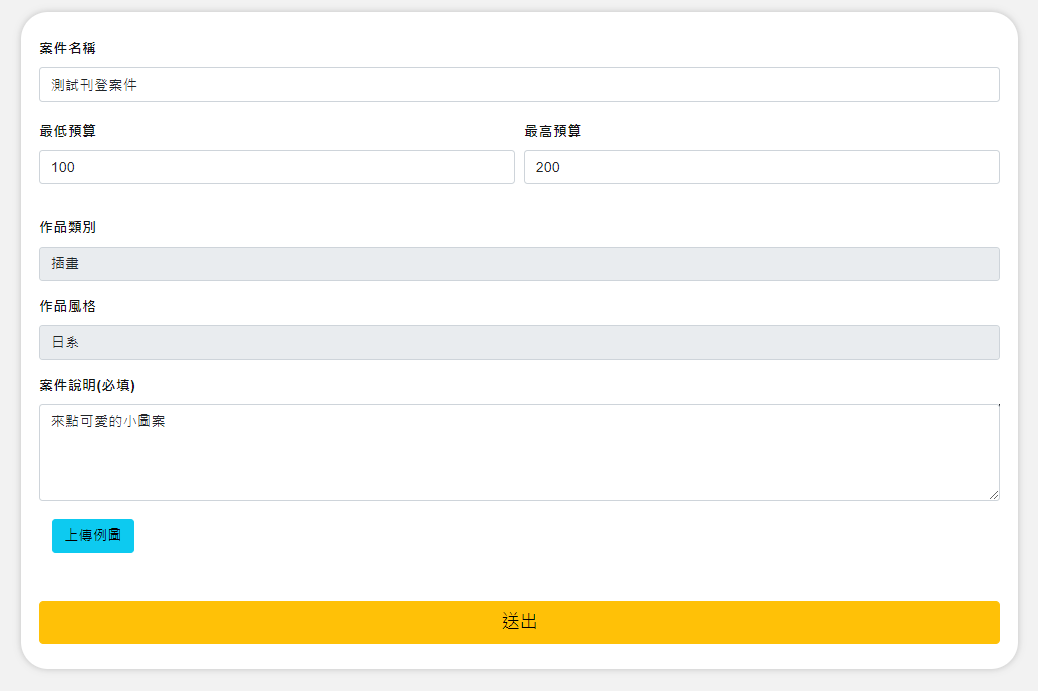 案件名稱
測試刊登案件
最低預算 最高預算
100 200
作品類別
插畫
作品風格
日系
案件說明(必填)
來點可愛的小圖案
上傳例圖
送出